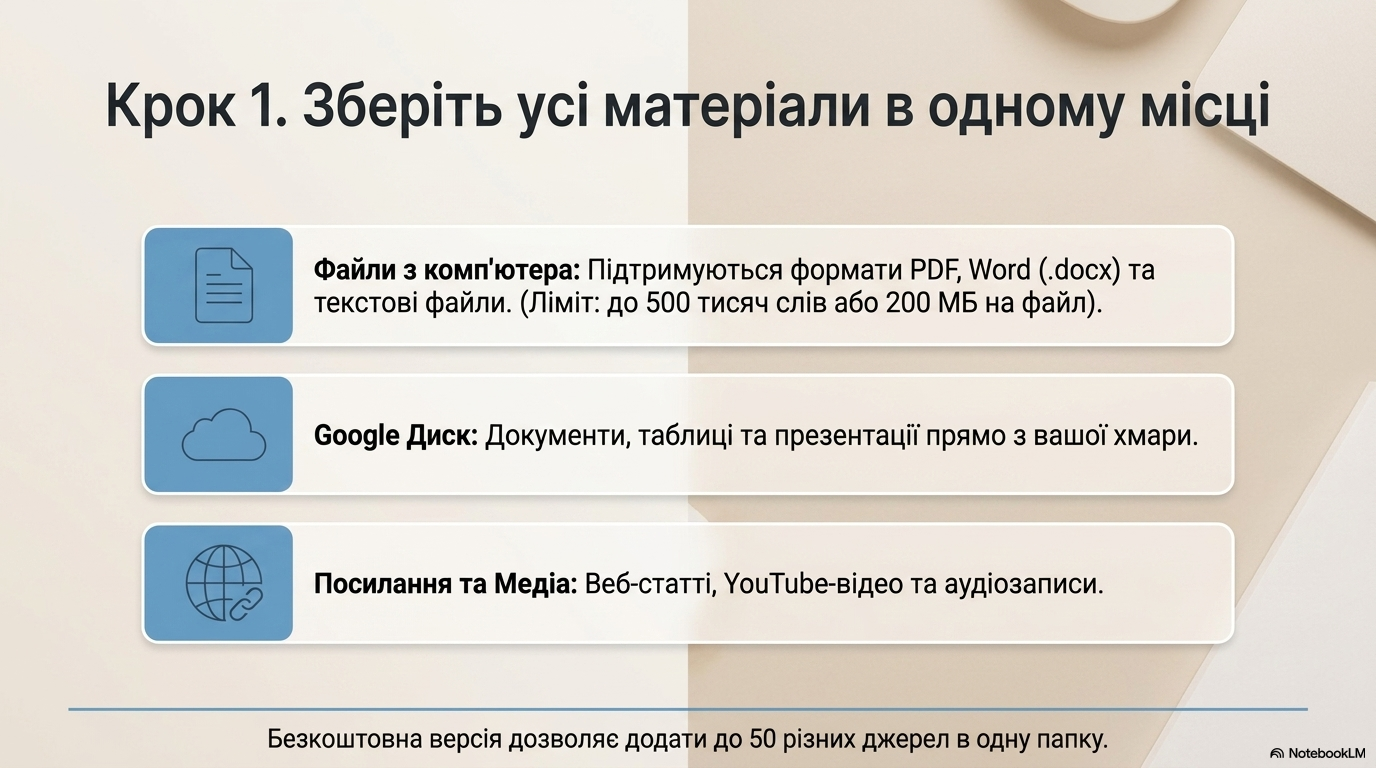 Крок 1. Зберіть усі матеріали в одному місці
Файли з комп'ютера: Підтримуються формати PDF, Word (.docx) та
текстові файли. (Ліміт: до 500 тисяч слів або 200 МБ на файл).
Google Диск: Документи, таблиці та презентації прямо з вашої хмари.
Посилання та Медіа: Веб-статті, YouTube-відео та аудіозаписи.
Безкоштовна версія дозволяє додати до 50 різних джерел в одну папку.
NotebookLM